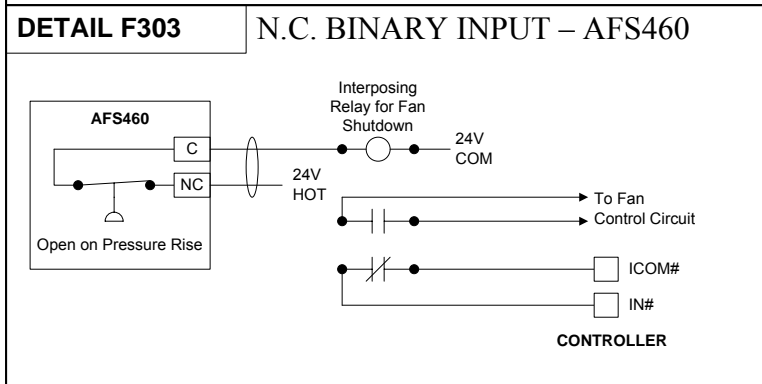 DETAIL F303
N.C. BINARY INPUT – AFS460
Interposing
Relay for Fan
Shutdown
AFS460
C
24V
COM
NC
24V
HOT
Open on Pressure Rise
To Fan
Control Circuit
ICOM#
IN#
CONTROLLER